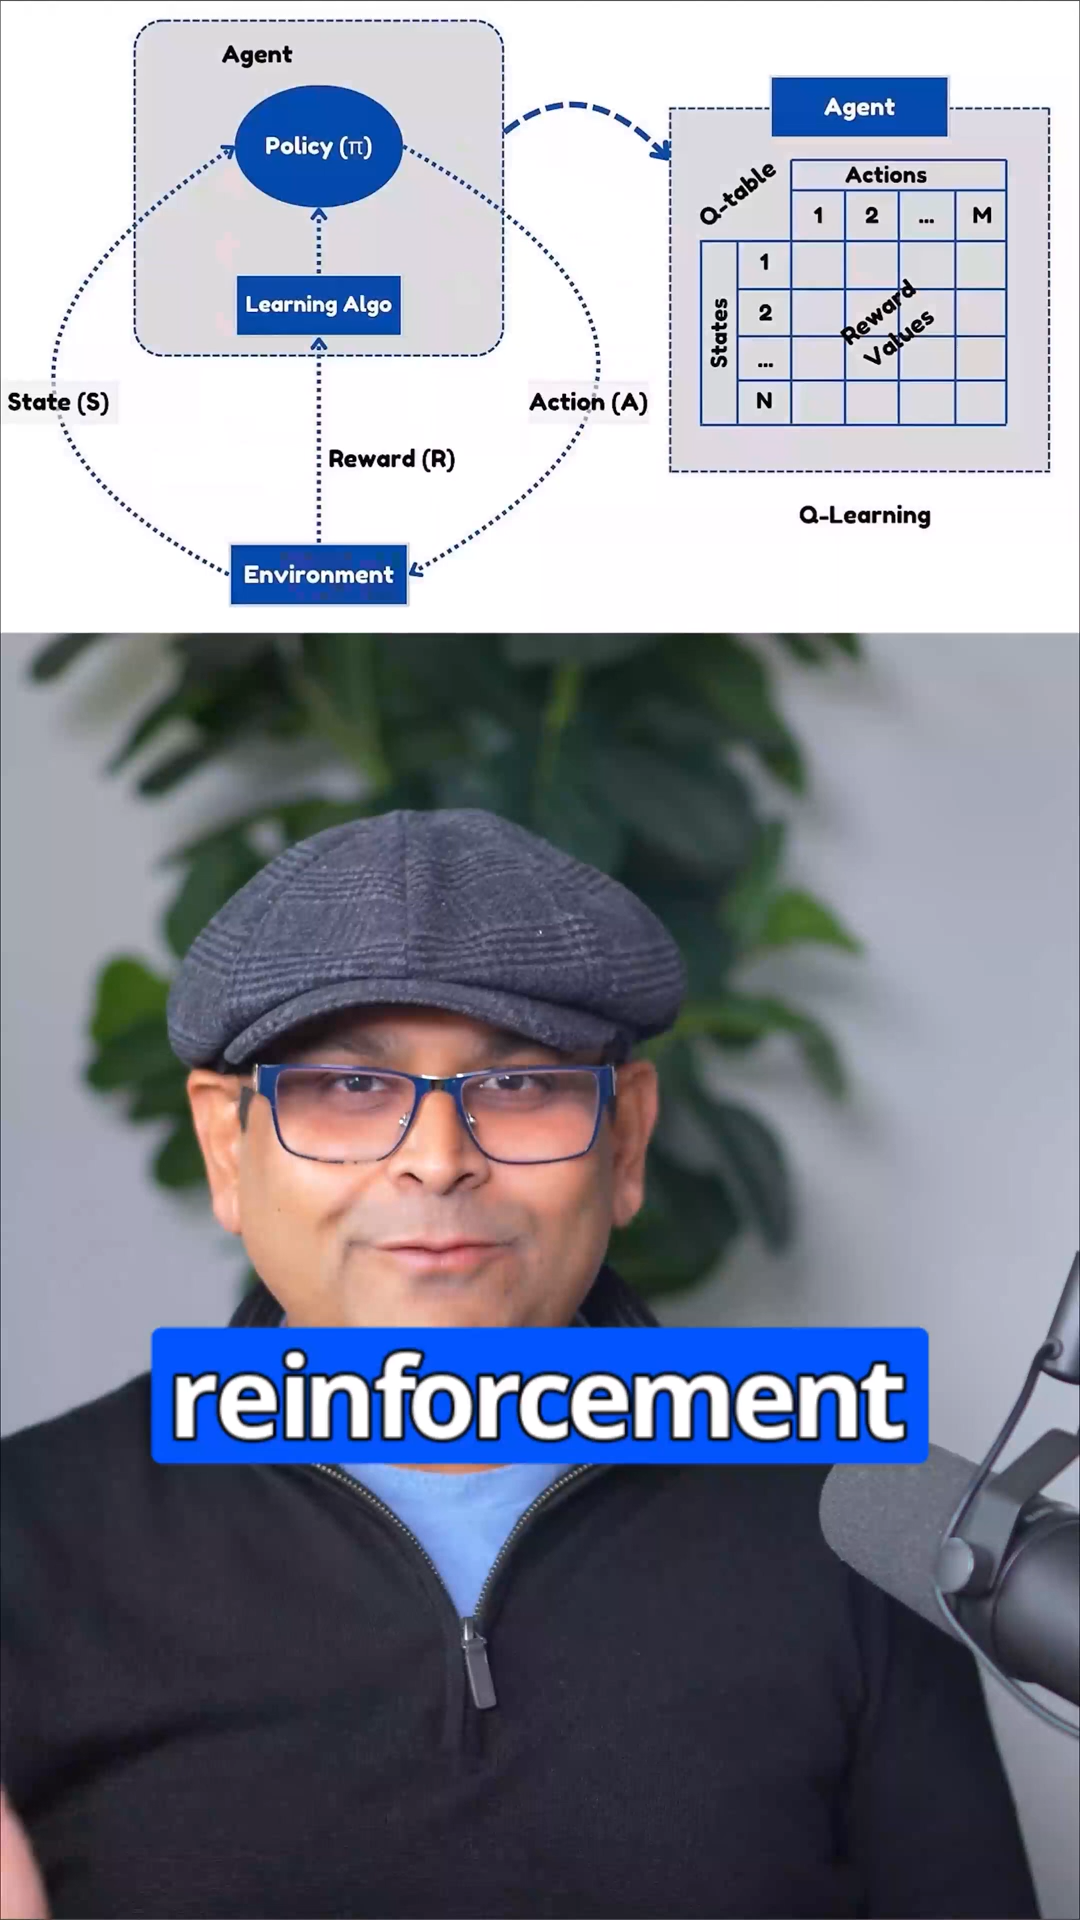 Agent
Policy (π)
Learning Algo
State (S)
Action (A)
Reward (R)
Environment
Agent
Q-table
Actions
1 2 ... M
States
1
2
...
N
Reward
Values
Q-Learning
reinforcement